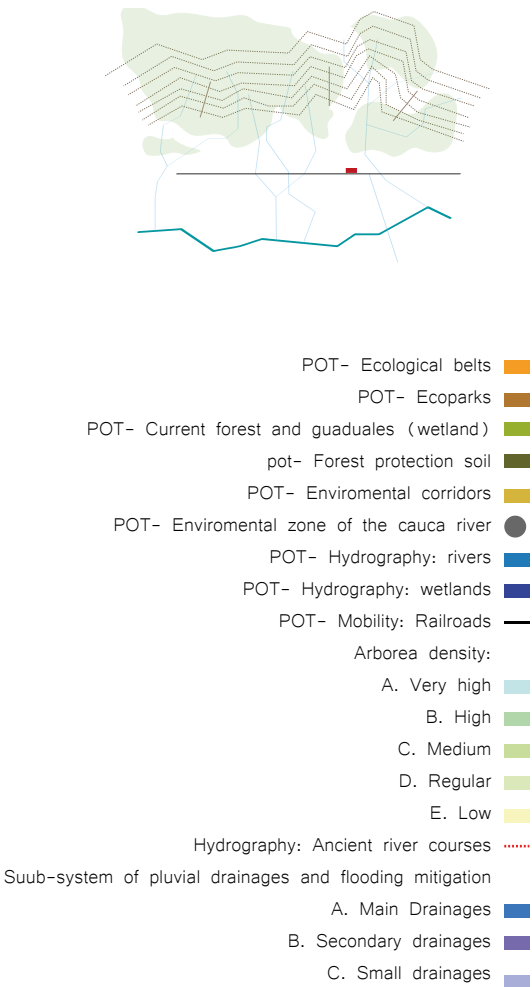 POT- Ecological belts
POT- Ecoparks
POT- Current forest and guaduales (wetland)
pot- Forest protection soil
POT- Enviromental corridors
POT- Enviromental zone of the cauca river
POT- Hydrography: rivers
POT- Hydrography: wetlands
POT- Mobility: Railroads
Arborea density:
A. Very high
B. High
C. Medium
D. Regular
E. Low
Hydrography: Ancient river courses
Suub-system of pluvial drainages and flooding mitigation
A. Main Drainages
B. Secondary drainages
C. Small drainages